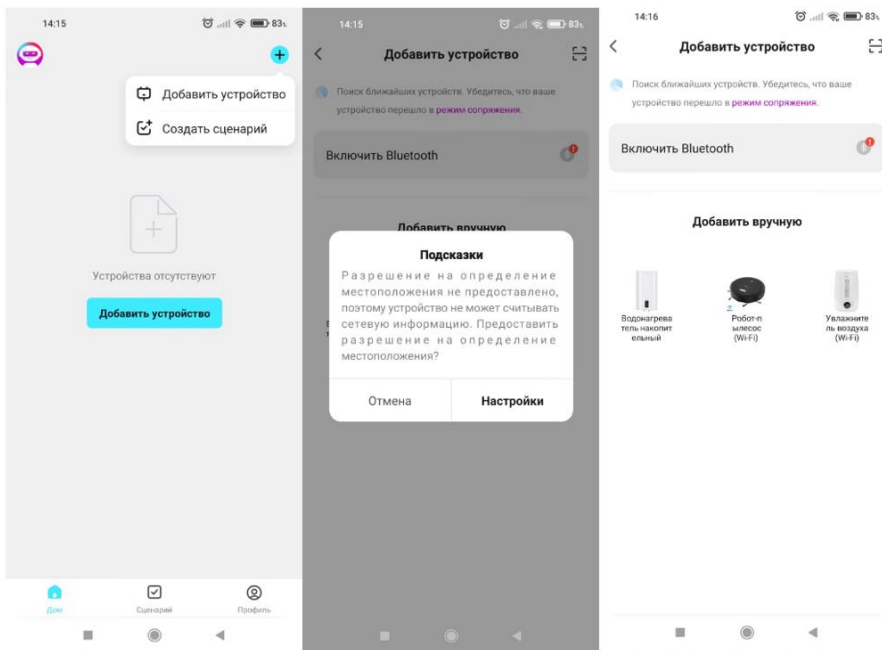 14:15
83
Добавить устройство
Создать сценарий
Устройства отсутствуют
Добавить устройство
Дом
Сценарий
Профиль
14:15
83
Добавить устройство
Поиск ближайших устройств. Убедитесь, что ваше
устройство перешло в режим сопряжения.
Включить Bluetooth
Добавить вручную
Подсказки
Разрешение на определение
местоположения не предоставлено,
поэтому устройство не может считывать
сетевую информацию. Предоставить
разрешение на определение
местоположения?
Отмена
Настройки
14:16
83
Добавить устройство
Поиск ближайших устройств. Убедитесь, что ваше
устройство перешло в режим сопряжения.
Включить Bluetooth
Добавить вручную
Водонагрева
тель накопит
ельный
Робот-п
ылесос
(Wi-Fi)
Увлажните
ль воздуха
(Wi-Fi)